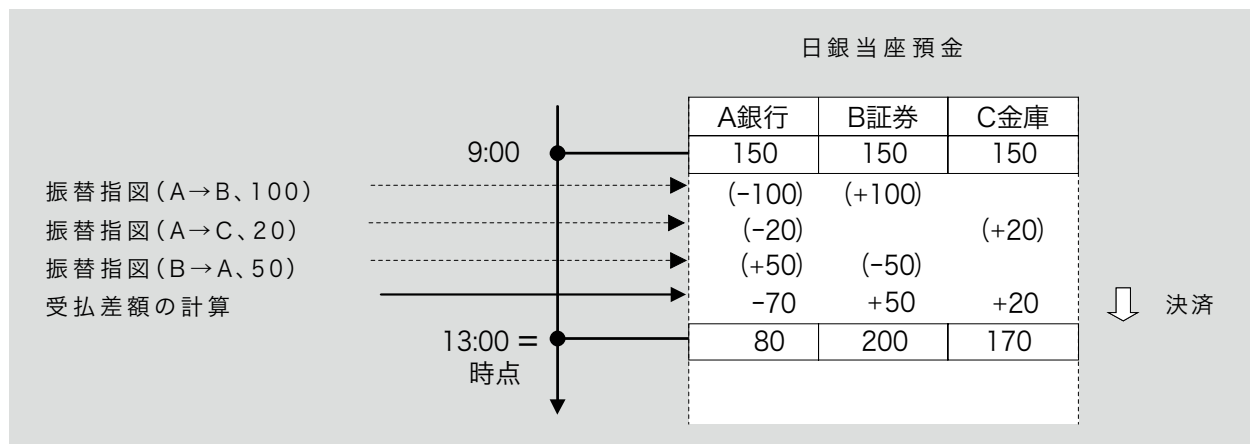 日銀当座預金
A銀行 B証券 C金庫
9:00 150 150 150
振替指図(A→B、100) (-100) (+100)
振替指図(A→C、20) (-20) (+20)
振替指図(B→A、50) (+50) (-50)
受払差額の計算 -70 +50 +20 決済
13:00 = 80 200 170
時点